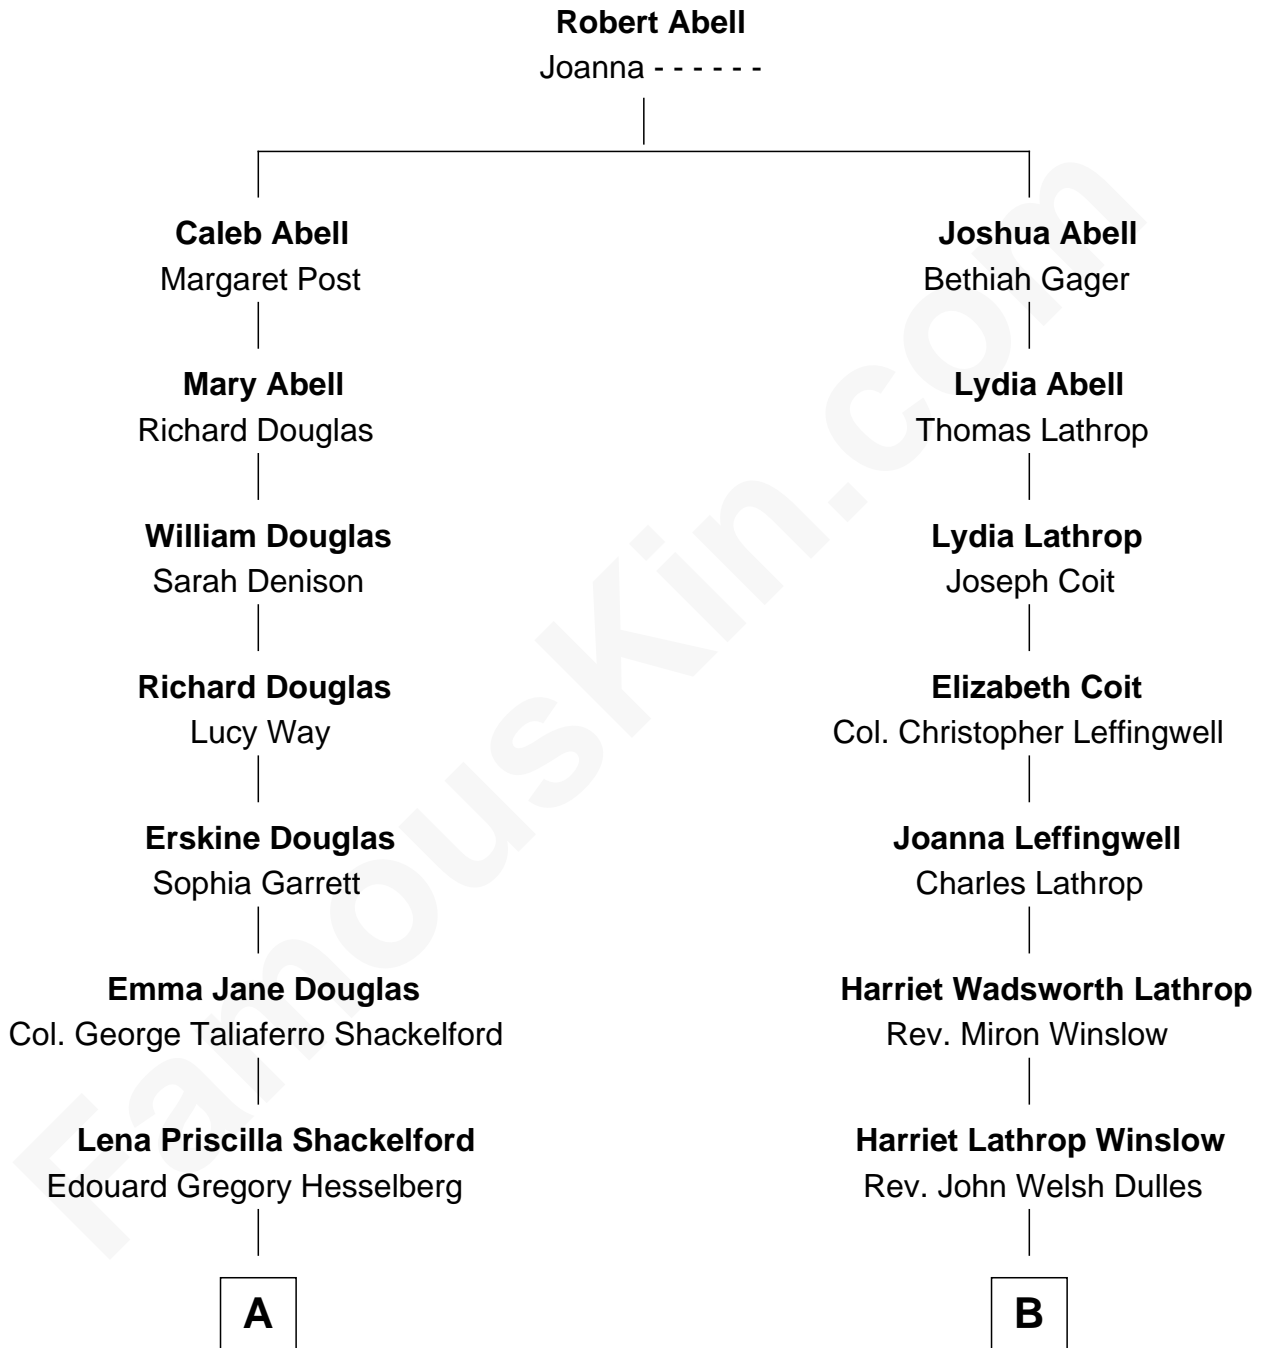 Robert Abell
Joanna - - - - - -
Caleb Abell
Margaret Post
Joshua Abell
Bethiah Gager
Mary Abell
Richard Douglas
Lydia Abell
Thomas Lathrop
William Douglas
Sarah Denison
Lydia Lathrop
Joseph Coit
Richard Douglas
Lucy Way
Elizabeth Coit
Col. Christopher Leffingwell
Erskine Douglas
Sophia Garrett
Joanna Leffingwell
Charles Lathrop
Emma Jane Douglas
Col. George Taliaferro Shackelford
Harriet Wadsworth Lathrop
Rev. Miron Winslow
Lena Priscilla Shackelford
Edouard Gregory Hesselberg
Harriet Lathrop Winslow
Rev. John Welsh Dulles
A
B
FamousKin.com